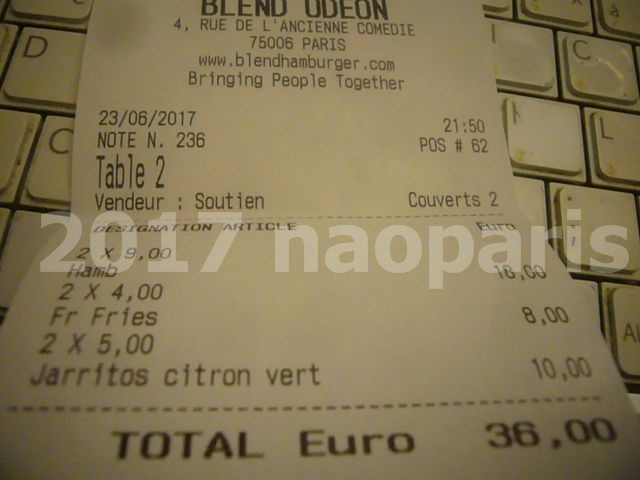 BLEND ODEON
4, RUE DE L'ANCIENNE COMEDIE
75006 PARIS
www.blendhamburger.com
Bringing People Together
23/06/2017 21:50
NOTE N. 236 POS # 62
Table 2
Vendeur : Soutien Couverts 2
DESIGNATION ARTICLE Euro
2017 naoparis
2 X 9,00
Hamb 18,00
2 X 4,00
Fr Fries 8,00
2 X 5,00
Jarritos citron vert 10,00
TOTAL Euro 36,00
D
C
K
L
Al